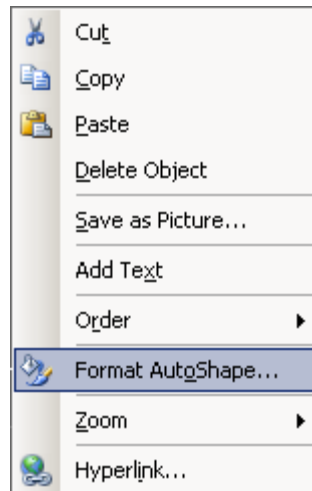 Cut
Copy
Paste
Delete Object
Save as Picture...
Add Text
Order
Format AutoShape...
Zoom
Hyperlink...